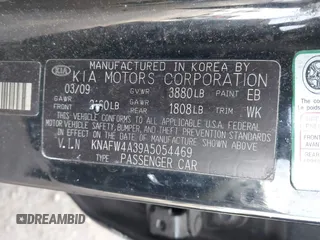 MANUFACTURED IN KOREA BY
KIA KIA MOTORS CORPORATION
03/09 GVWR 3880LB PAINT EB
GAWR FRONT GAWR REAR 1808LB TRIM WK
THIS VEHICLE CONFORMS TO ALL APPLICABLE U.S.A FEDERAL
MOTOR VEHICLE SAFETY, BUMPER, AND THEFT PREVENTION STANDARDS
IN EFFECT ON THE DATE OF MANUFACTURE SHOWN ABOVE.
V.I.N KNAFW4A39A5054469
TYPE : PASSENGER CAR
DREAMBID